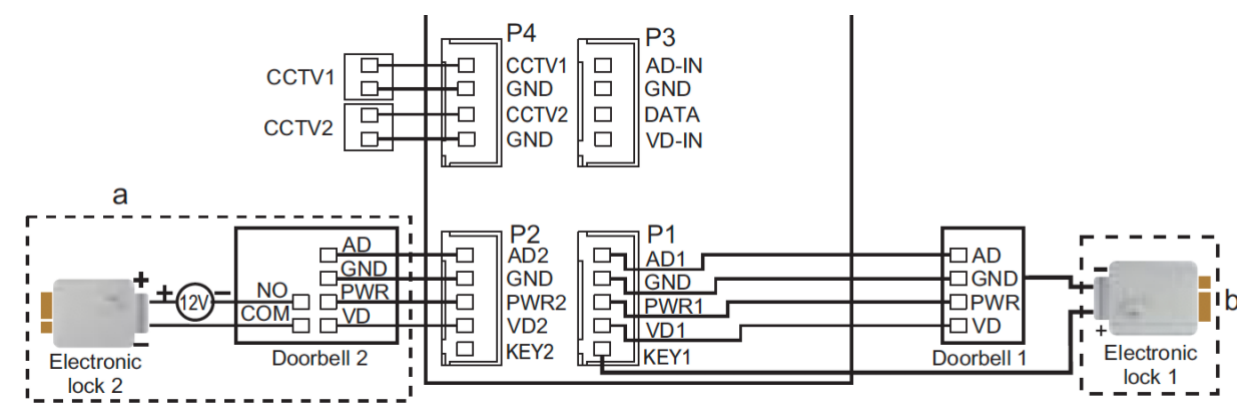 P4
P3
CCTV1
CCTV1
AD-IN
GND
GND
CCTV2
CCTV2
DATA
GND
VD-IN
a
P2
P1
AD
AD2
AD1
AD
GND
GND
GND
GND
+
+
12V
−
NO
PWR
PWR2
PWR1
PWR
COM
VD
VD2
VD1
VD
−
KEY2
KEY1
−
+
b
Electronic
lock 2
Doorbell 2
Doorbell 1
Electronic
lock 1